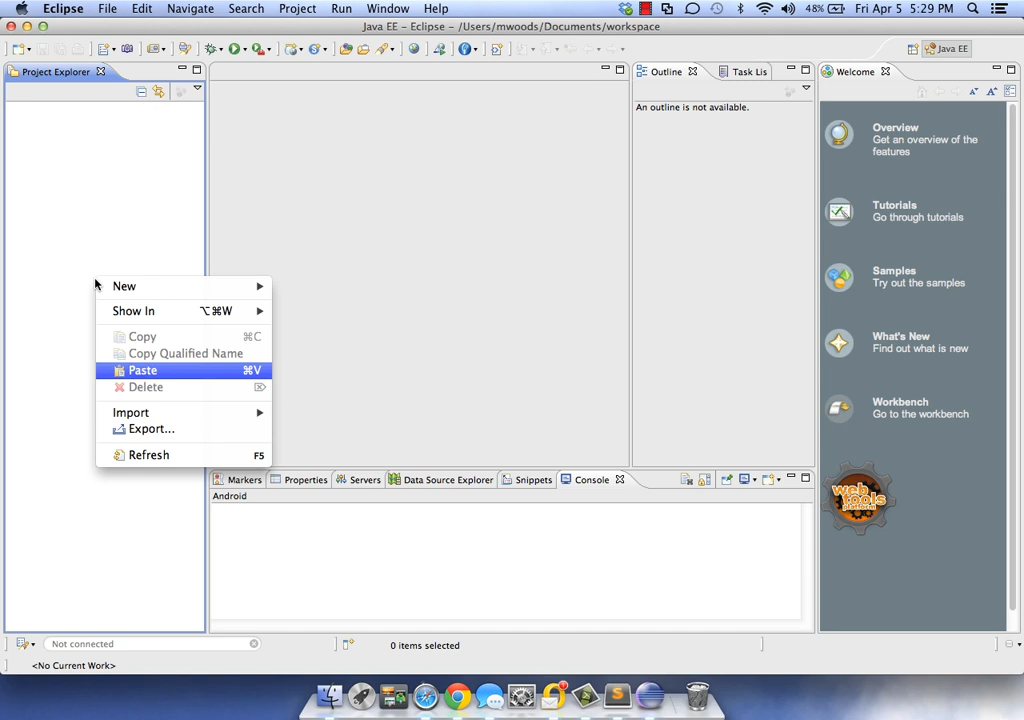 Eclipse File Edit Navigate Search Project Run Window Help 48% Fri Apr 5 5:29 PM
Java EE – Eclipse – /Users/mwoods/Documents/workspace
Java EE
Project Explorer
Outline
Task Lis
Welcome
An outline is not available.
Overview
Get an overview of the
features
Tutorials
Go through tutorials
Samples
Try out the samples
What's New
Find out what is new
Workbench
Go to the workbench
web
tools
platform
New
Show In ⌥⌘W
Copy ⌘C
Copy Qualified Name
Paste ⌘V
Delete ⌦
Import
Export...
Refresh F5
Markers Properties Servers Data Source Explorer Snippets Console
Android
Not connected
0 items selected
<No Current Work>